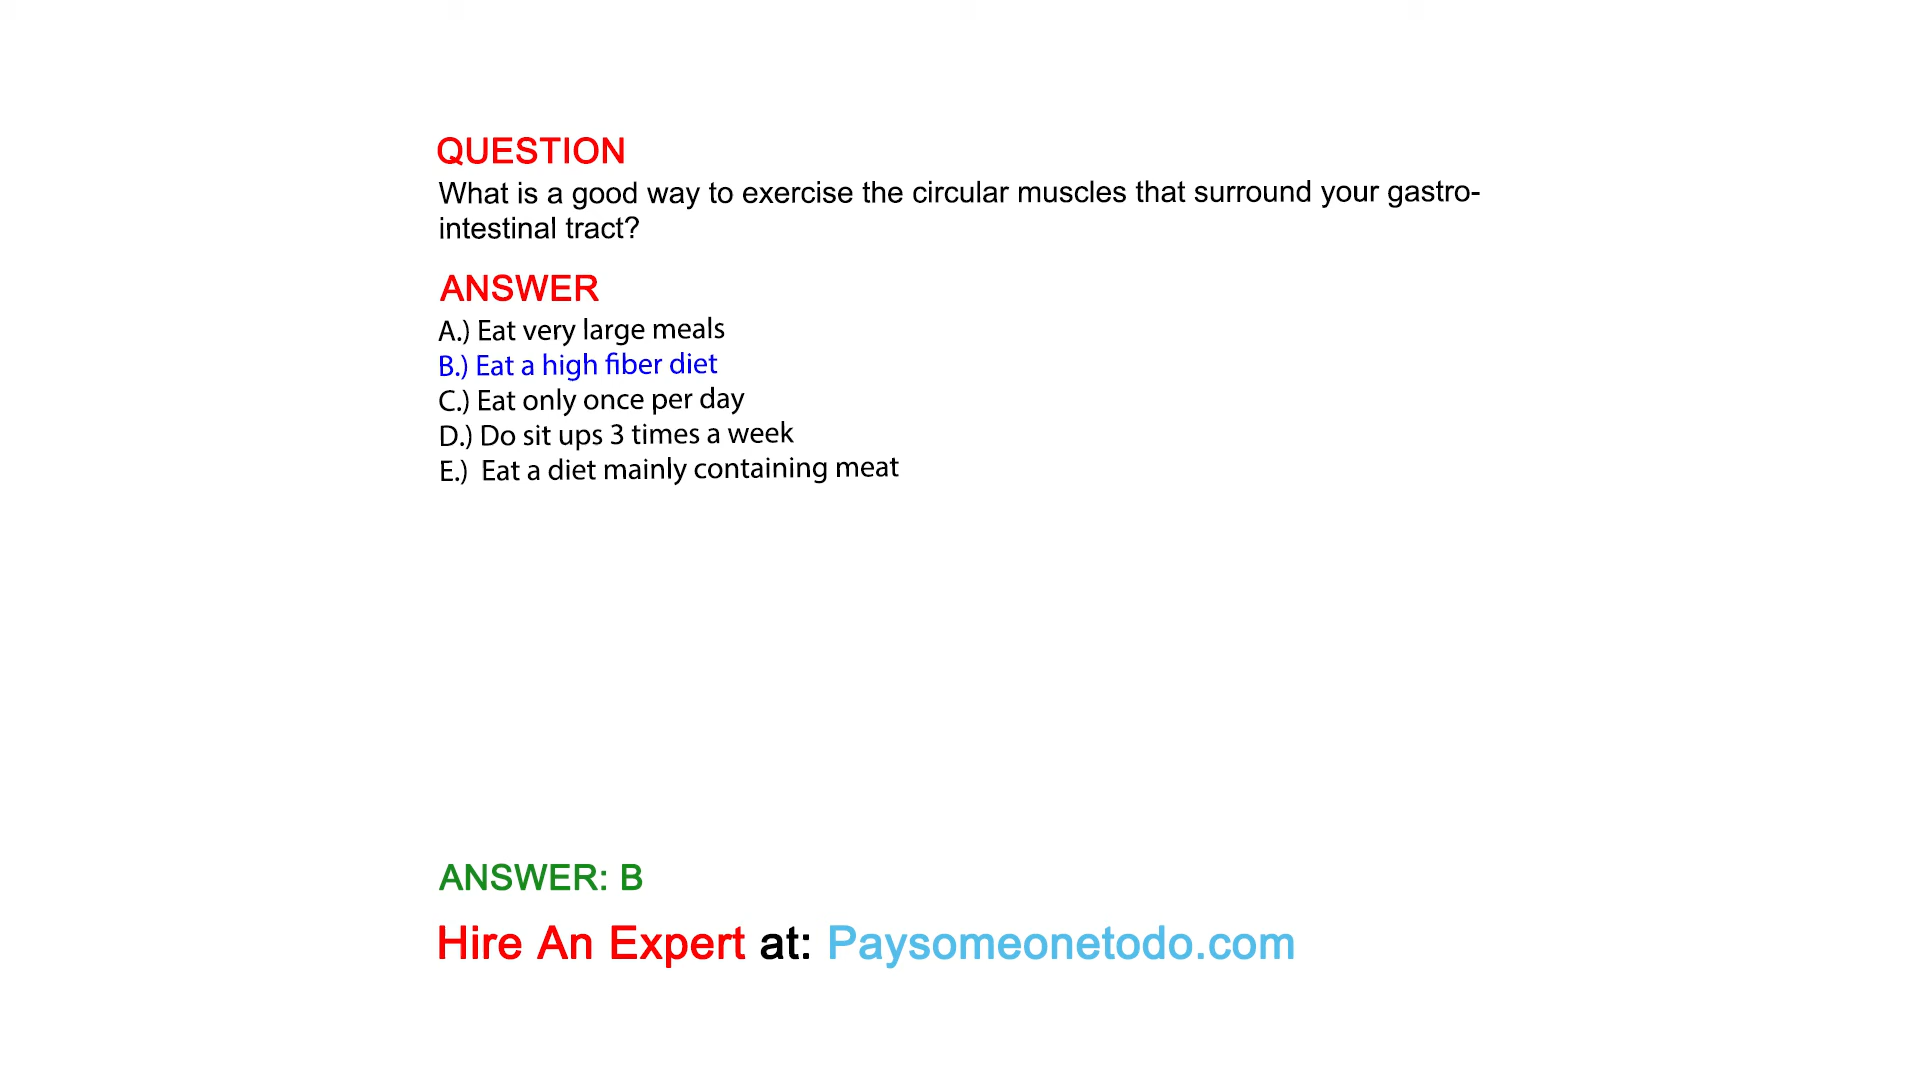 QUESTION
What is a good way to exercise the circular muscles that surround your gastro-
intestinal tract?
ANSWER
A.) Eat very large meals
B.) Eat a high fiber diet
C.) Eat only once per day
D.) Do sit ups 3 times a week
E.) Eat a diet mainly containing meat
ANSWER: B
Hire An Expert at: Paysomeonetodo.com